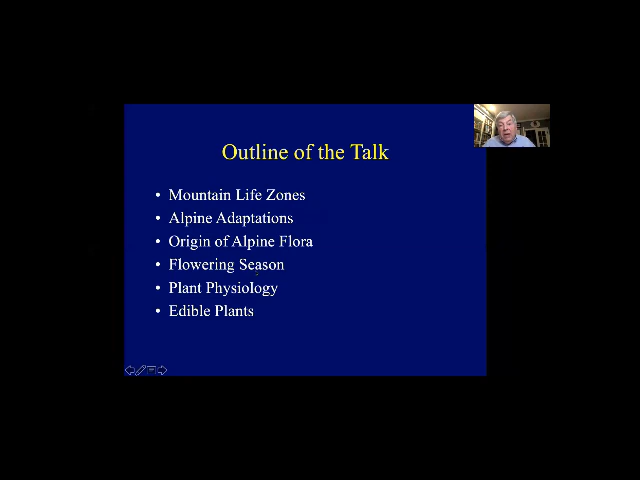 Outline of the Talk
• Mountain Life Zones
• Alpine Adaptations
• Origin of Alpine Flora
• Flowering Season
• Plant Physiology
• Edible Plants